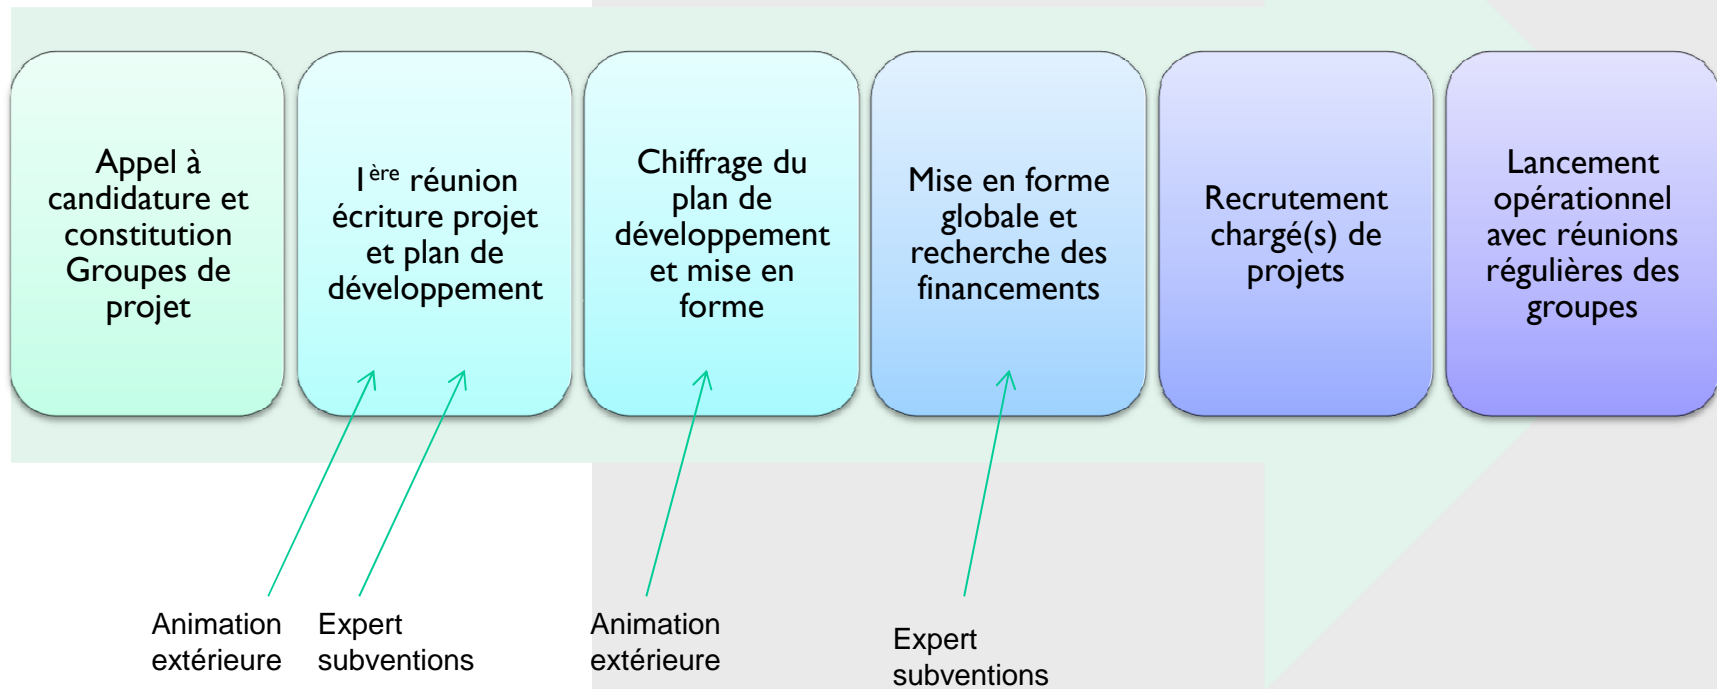 Appel à
candidature et
constitution
Groupes de
projet
1ère réunion
écriture projet
et plan de
développement
Chiffrage du
plan de
développement
et mise en
forme
Mise en forme
globale et
recherche des
financements
Recrutement
chargé(s) de
projets
Lancement
opérationnel
avec réunions
régulières des
groupes
Animation
extérieure
Expert
subventions
Animation
extérieure
Expert
subventions